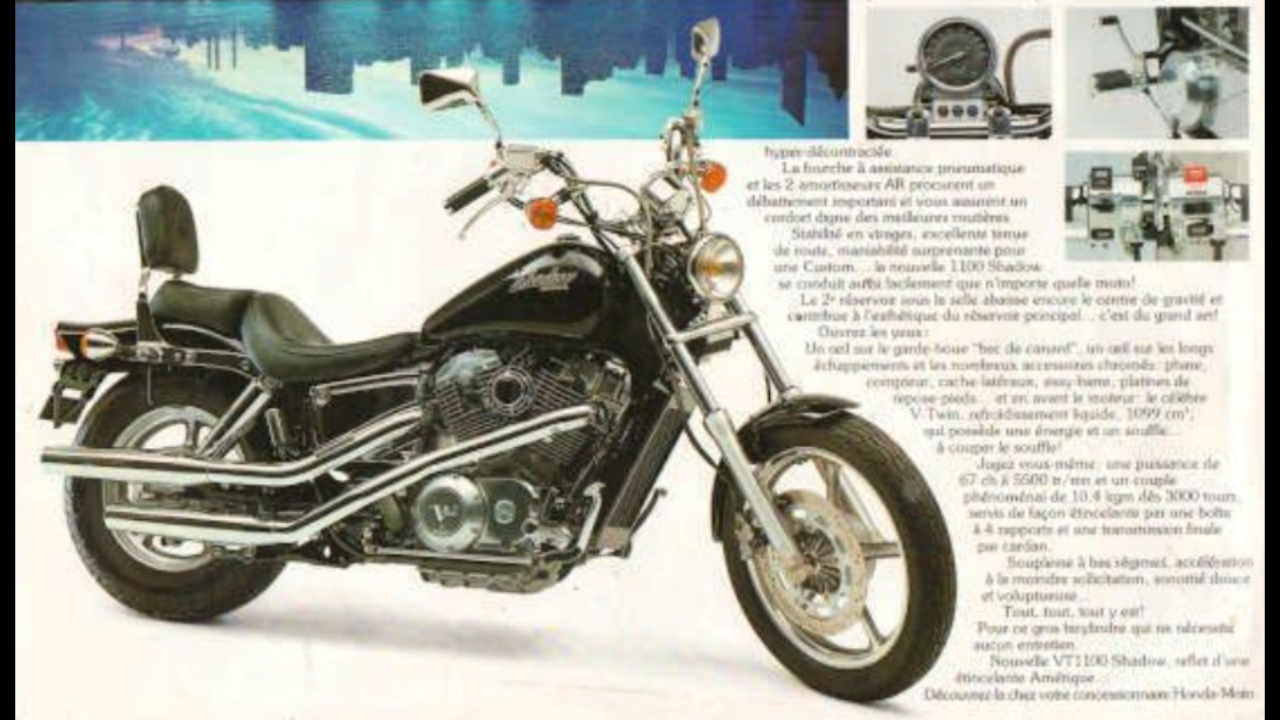 hyper-décontractée.
La fourche à assistance pneumatique
et les 2 amortisseurs AR procurent un
débattement important et vous assurent un
confort digne des meilleures routières.
Stabilité en virages, excellente tenue
de route, maniabilité surprenante pour
une Custom... la nouvelle 1100 Shadow
se conduit aussi facilement que n'importe quelle moto!
Le 2e réservoir sous la selle abaisse encore le centre de gravité et
contribue à l'esthétique du réservoir principal... c'est du grand art!
Ouvrez les yeux:
Un œil sur le garde-boue "bec de canard", un œil sur les longs
échappements et les nombreux accessoires chromés: phare,
compteur, cache latéraux, sissy barre, platines de
repose-pieds... et en avant le moteur: le célèbre
V-Twin, refroidissement liquide, 1099 cm³,
qui possède une énergie et un souffle...
à couper le souffle!
Jugez vous-même: une puissance de
67 ch à 5500 tr/mn et un couple
phénoménal de 10,4 kgm dès 3000 tours,
servis de façon étincelante par une boîte
à 4 rapports et une transmission finale
par cardan.
Souplesse à bas régimes, accélération
à la moindre sollicitation, sonorité douce
et voluptueuse...
Tout, tout, tout y est!
Pour ce gros bicylindre qui ne nécessite
aucun entretien.
Nouvelle VT1100 Shadow, reflet d'une
étincelante Amérique...
Découvrez-la chez votre concessionnaire Honda-Moto
Shadow